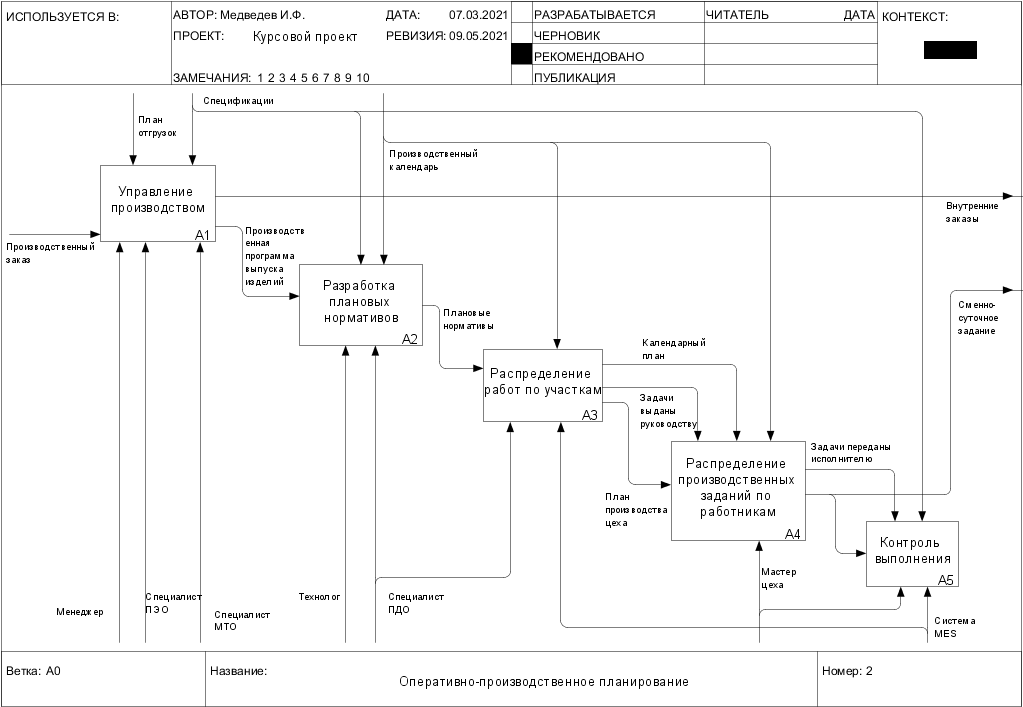 ИСПОЛЬЗУЕТСЯ В:
АВТОР: Медведев И.Ф.
ДАТА: 07.03.2021
РАЗРАБАТЫВАЕТСЯ
ЧИТАТЕЛЬ
ДАТА
КОНТЕКСТ:
ПРОЕКТ: Курсовой проект
РЕВИЗИЯ: 09.05.2021
ЧЕРНОВИК
РЕКОМЕНДОВАНО
ЗАМЕЧАНИЯ: 1 2 3 4 5 6 7 8 9 10
ПУБЛИКАЦИЯ
Спецификации
План
отгрузок
Производственный
календарь
Управление
производством
A1
Внутренние
заказы
Производственный
заказ
Производств
енная
программа
выпуска
изделий
Разработка
плановых
нормативов
A2
Сменно-
суточное
задание
Плановые
нормативы
Календарный
план
Распределение
работ по участкам
A3
Задачи
выданы
руководству
Задачи переданы
исполнителю
Распределение
производственных
заданий по
работникам
A4
План
производства
цеха
Контроль
выполнения
A5
Мастер
цеха
Менеджер
Специалист
ПЭО
Специалист
МТО
Технолог
Специалист
ПДО
Система
MES
Ветка: A0
Название:
Оперативно-производственное планирование
Номер: 2